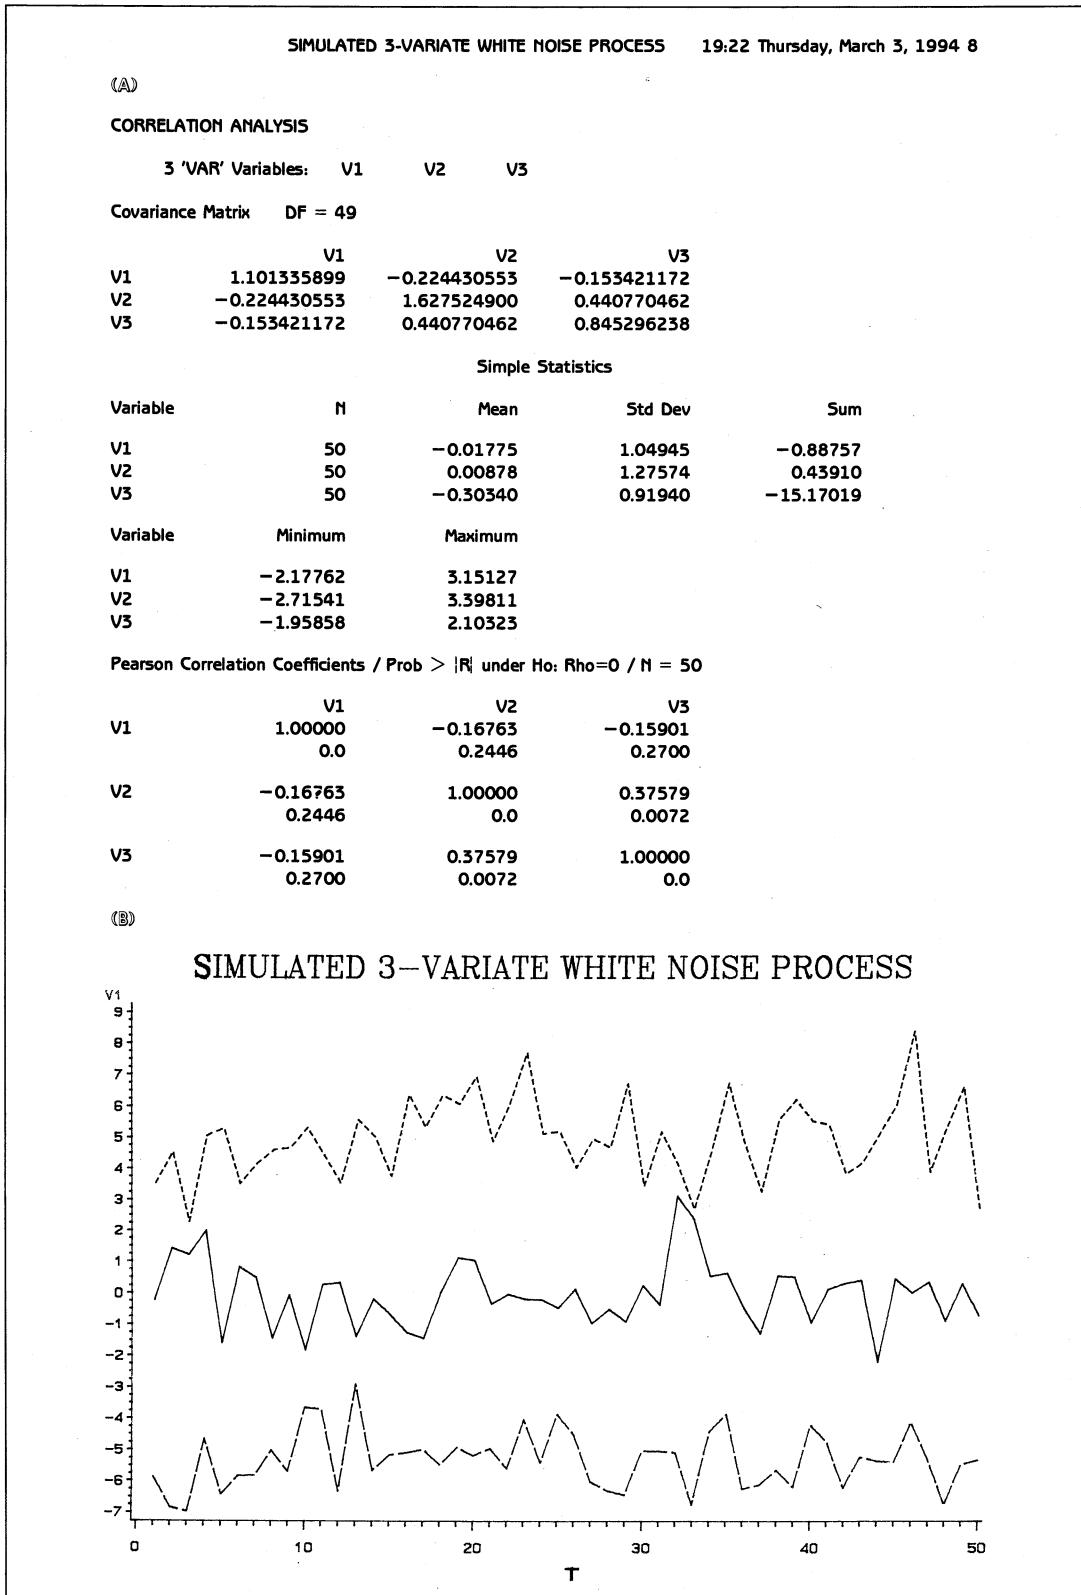 SIMULATED 3-VARIATE WHITE NOISE PROCESS 19:22 Thursday, March 3, 1994 8
(A)
CORRELATION ANALYSIS
3 'VAR' Variables: V1 V2 V3
Covariance Matrix DF = 49
V1 V2 V3
V1 1.101335899 −0.224430553 −0.153421172
V2 −0.224430553 1.627524900 0.440770462
V3 −0.153421172 0.440770462 0.845296238
Simple Statistics
Variable N Mean Std Dev Sum
V1 50 −0.01775 1.04945 −0.88757
V2 50 0.00878 1.27574 0.43910
V3 50 −0.30340 0.91940 −15.17019
Variable Minimum Maximum
V1 −2.17762 3.15127
V2 −2.71541 3.39811
V3 −1.95858 2.10323
Pearson Correlation Coefficients / Prob > |R| under Ho: Rho=0 / N = 50
V1 V2 V3
V1 1.00000 −0.16763 −0.15901
0.0 0.2446 0.2700
V2 −0.16763 1.00000 0.37579
0.2446 0.0 0.0072
V3 −0.15901 0.37579 1.00000
0.2700 0.0072 0.0
(B)
SIMULATED 3−VARIATE WHITE NOISE PROCESS
V1
9
8
7
6
5
4
3
2
1
0
−1
−2
−3
−4
−5
−6
−7
0 10 20 30 40 50
T